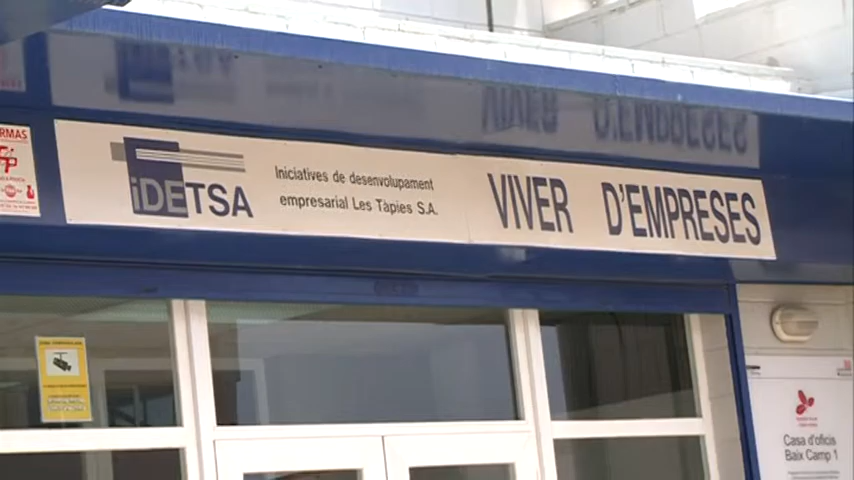 iDETSA
Iniciatives de desenvolupament
empresarial Les Tàpies S.A.
VIVER D'EMPRESES
RMAS
Casa d'oficis
Baix Camp 1